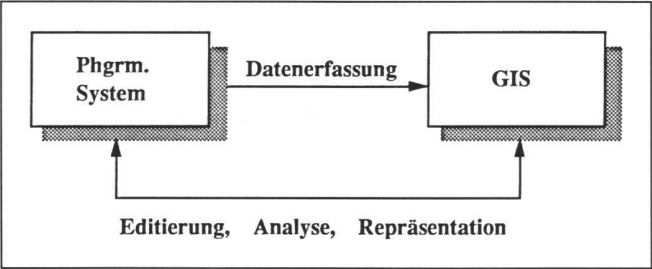 Phgrm.
System
Datenerfassung
GIS
Editierung, Analyse, Repräsentation